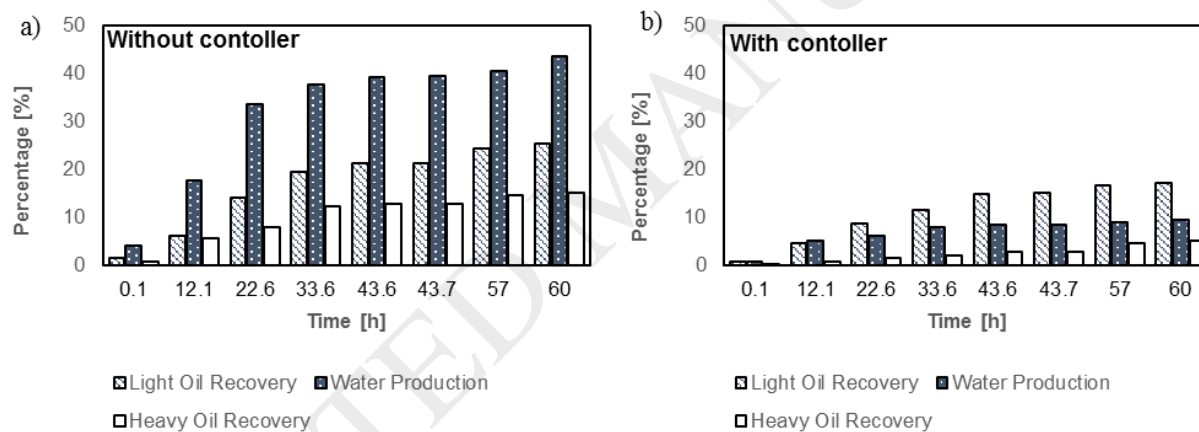 a)
Without contoller
Percentage [%]
50
40
30
20
10
0
0.1 12.1 22.6 33.6 43.6 43.7 57 60
Time [h]
Light Oil Recovery Water Production
Heavy Oil Recovery
b)
With contoller
Percentage [%]
50
40
30
20
10
0
0.1 12.1 22.6 33.6 43.6 43.7 57 60
Time [h]
Light Oil Recovery Water Production
Heavy Oil Recovery
TED MANU